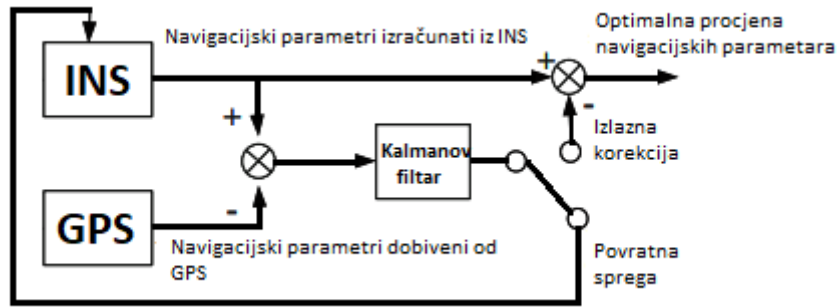 Navigacijski parametri izračunati iz INS
Optimalna procjena
navigacijskih parametara
INS
+
-
+
Izlazna
korekcija
Kalmanov
filtar
GPS
-
Navigacijski parametri dobiveni od
GPS
Povratna
sprega